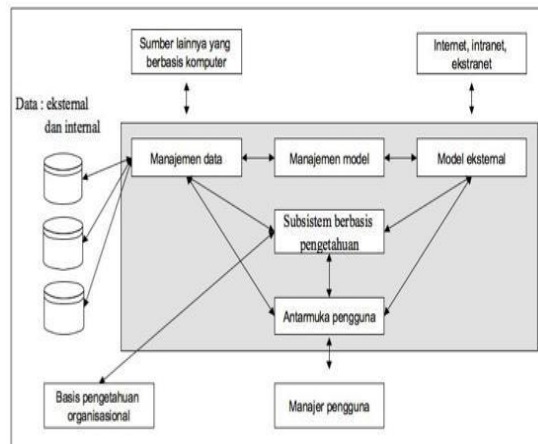 Sumber lainnya yang
berbasis komputer
Internet, intranet,
ekstranet
Data : eksternal
dan internal
Manajemen data
Manajemen model
Model eksternal
Subsistem berbasis
pengetahuan
Antarmuka pengguna
Basis pengetahuan
organisasional
Manajer pengguna